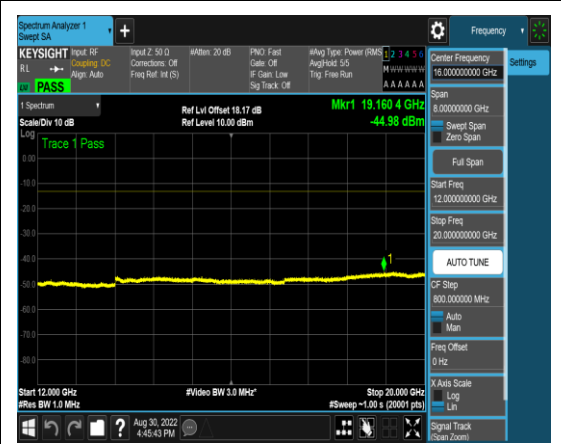 Spectrum Analyzer 1
Swept SA
Frequency
KEYSIGHT
R L
PASS
Input: RF
Coupling: DC
Align: Auto
Input Z: 50 Ω
Corrections: Off
Freq Ref: Int (S)
#Atten: 20 dB
PNO: Fast
Gate: Off
IF Gain: Low
Sig Track: Off
#Avg Type: Power (RMS
Avg|Hold: 5/5
Trig: Free Run
1 2 3 4 5 6
M W W W W W
A A A A A A
Center Frequency
16.000000000 GHz
Settings
Span
8.00000000 GHz
Swept Span
Zero Span
Full Span
Start Freq
12.000000000 GHz
Stop Freq
20.000000000 GHz
AUTO TUNE
CF Step
800.000000 MHz
Auto
Man
Freq Offset
0 Hz
X Axis Scale
Log
Lin
Signal Track
(Span Zoom)
1 Spectrum
Scale/Div 10 dB
Ref Lvl Offset 18.17 dB
Ref Level 10.00 dBm
Mkr1 19.160 4 GHz
-44.98 dBm
Log
Trace 1 Pass
0.00
-10.0
-20.0
-30.0
-40.0
-50.0
-60.0
-70.0
-80.0
1
Start 12.000 GHz
#Res BW 1.0 MHz
#Video BW 3.0 MHz*
Stop 20.000 GHz
#Sweep ~1.00 s (20001 pts)
?
Aug 30, 2022
4:45:43 PM